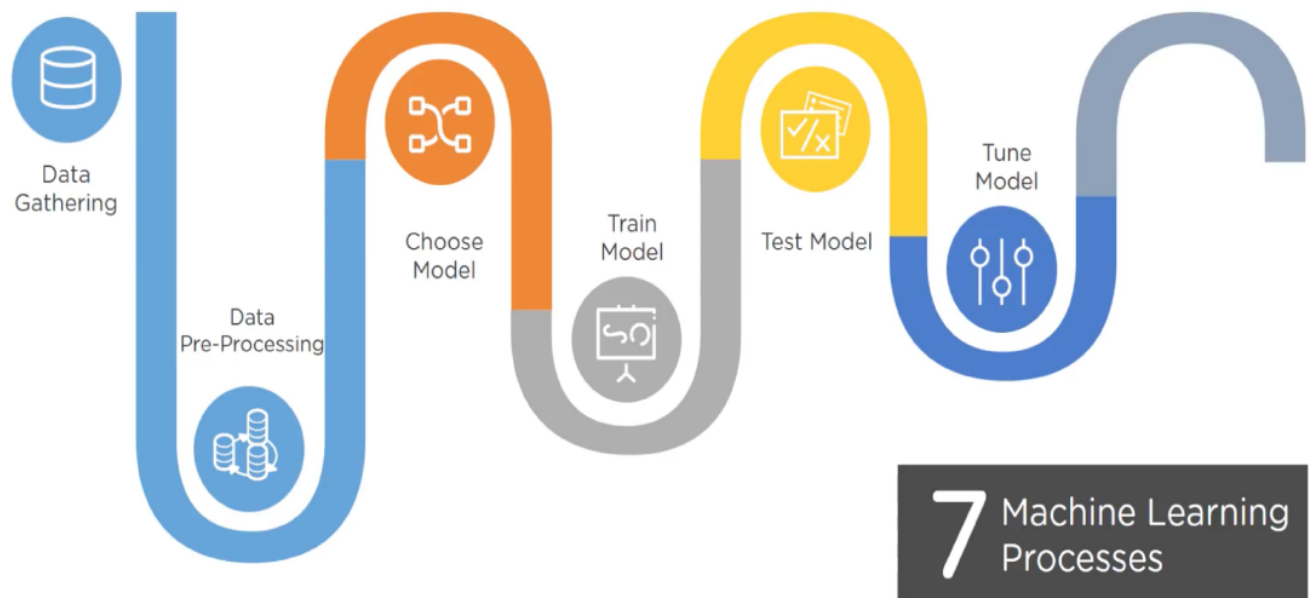 Data
Gathering
Data
Pre-Processing
Choose
Model
Train
Model
Test Model
Tune
Model
7 Machine Learning
Processes